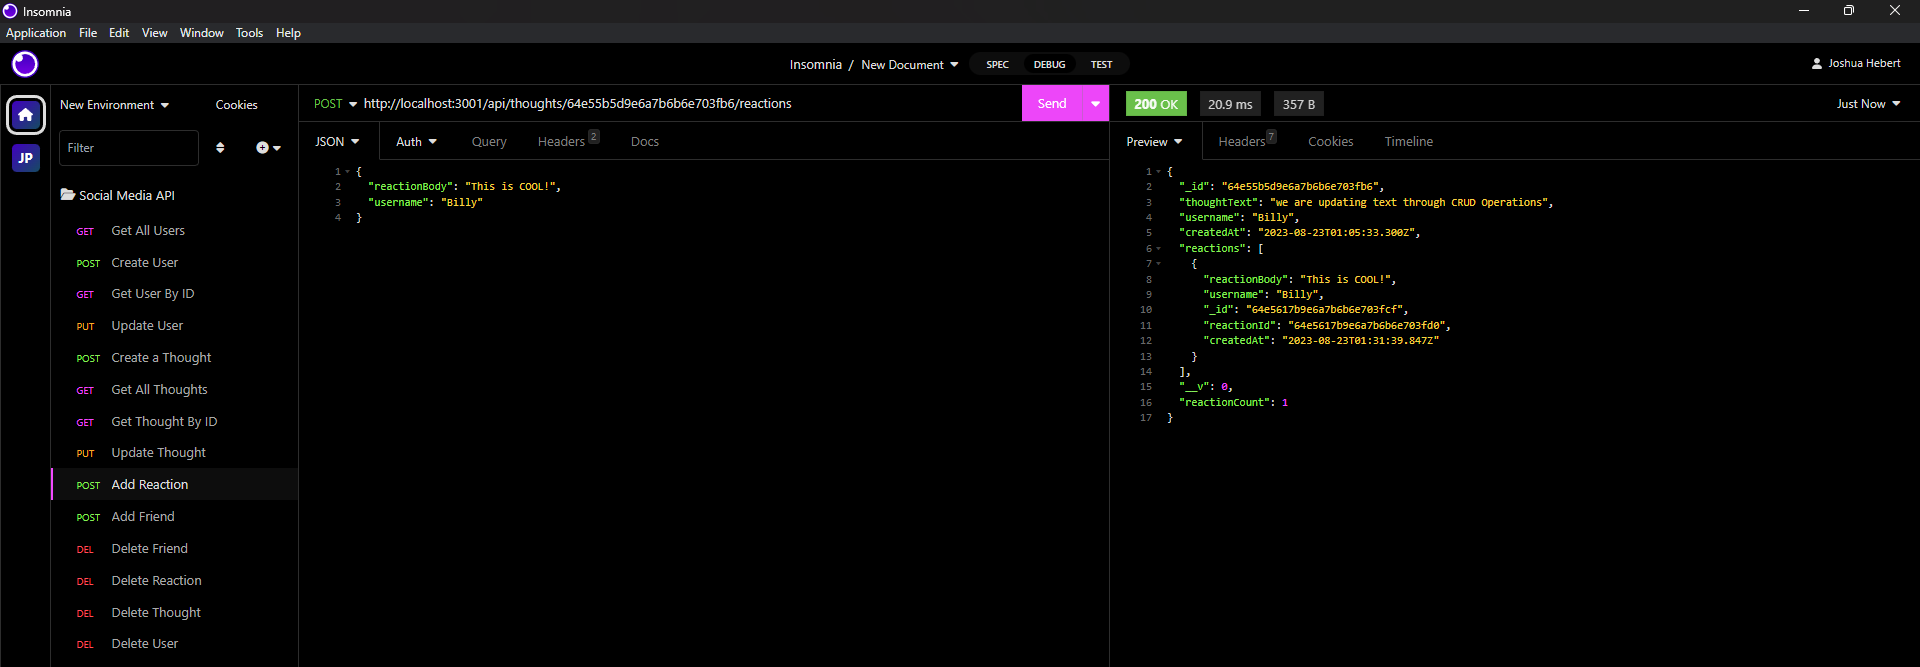 Insomnia
Application File Edit View Window Tools Help
Insomnia / New Document SPEC DEBUG TEST Joshua Hebert
JP
New Environment Cookies
Filter
Social Media API
GET Get All Users
POST Create User
GET Get User By ID
PUT Update User
POST Create a Thought
GET Get All Thoughts
GET Get Thought By ID
PUT Update Thought
POST Add Reaction
POST Add Friend
DEL Delete Friend
DEL Delete Reaction
DEL Delete Thought
DEL Delete User
POST http://localhost:3001/api/thoughts/64e55b5d9e6a7b6b6e703fb6/reactions Send
JSON Auth Query Headers 2 Docs
1 {
2 "reactionBody": "This is COOL!",
3 "username": "Billy"
4 }
200 OK 20.9 ms 357 B Just Now
Preview Headers 7 Cookies Timeline
1 {
2 "_id": "64e55b5d9e6a7b6b6e703fb6",
3 "thoughtText": "we are updating text through CRUD Operations",
4 "username": "Billy",
5 "createdAt": "2023-08-23T01:05:33.300Z",
6 "reactions": [
7 {
8 "reactionBody": "This is COOL!",
9 "username": "Billy",
10 "_id": "64e5617b9e6a7b6b6e703fcf",
11 "reactionId": "64e5617b9e6a7b6b6e703fd0",
12 "createdAt": "2023-08-23T01:31:39.847Z"
13 }
14 ],
15 "__v": 0,
16 "reactionCount": 1
17 }